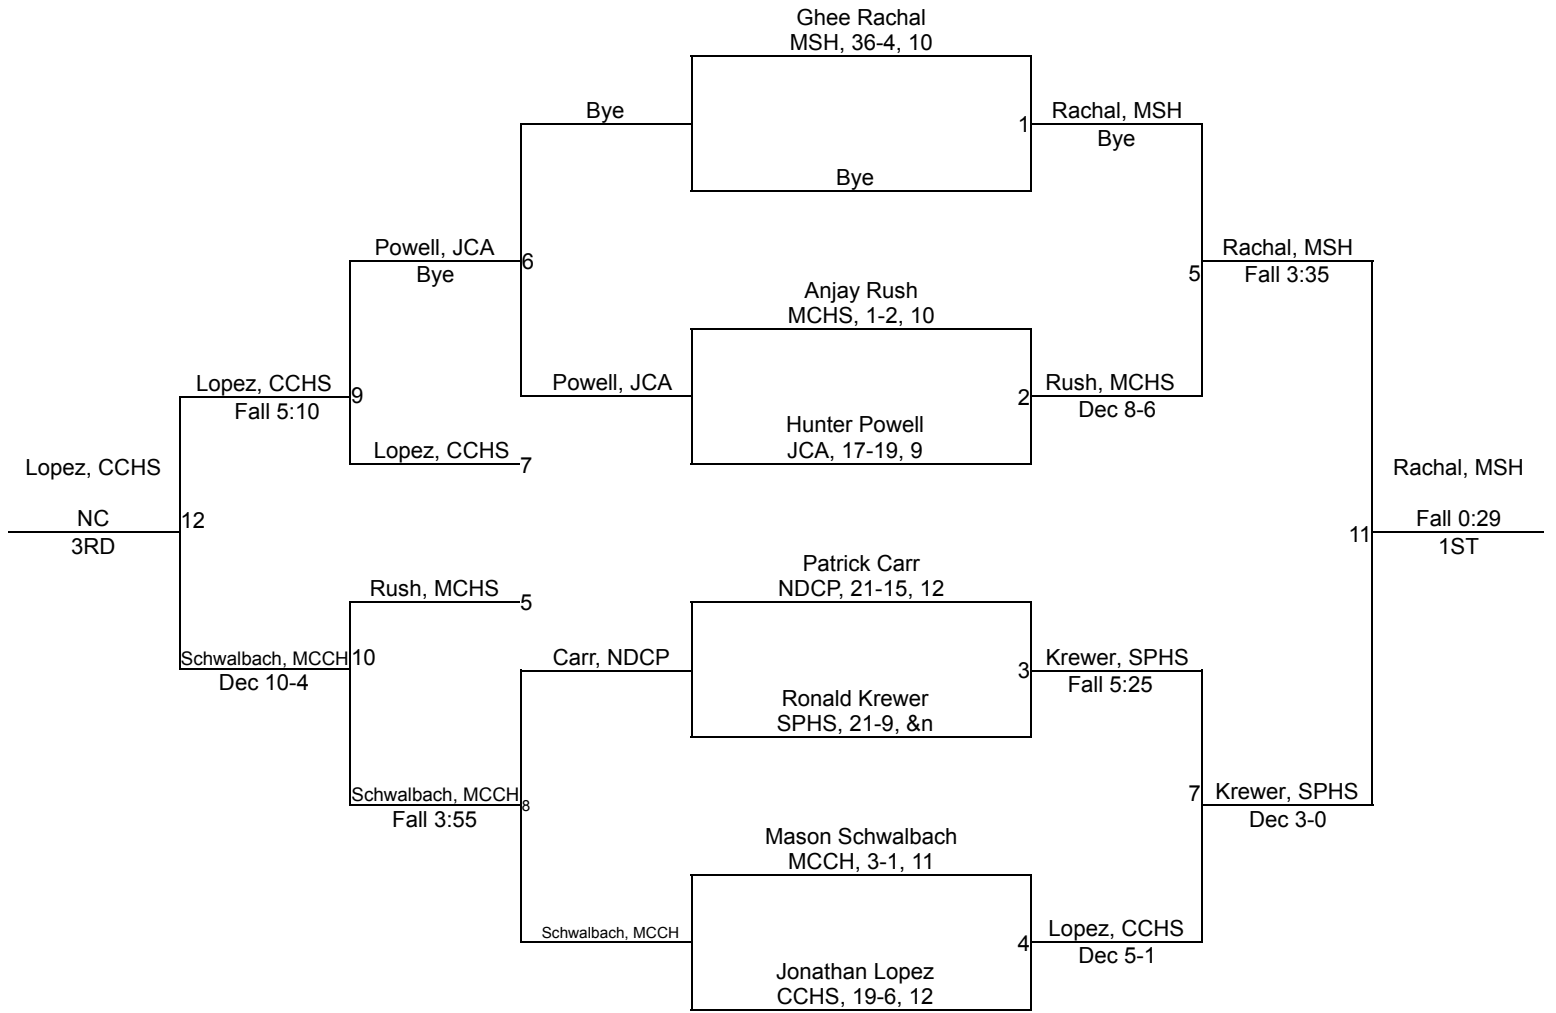 Ghee Rachal
MSH, 36-4, 10
Bye
1
Rachal, MSH
Bye
Bye
Powell, JCA
Bye
6
Rachal, MSH
Fall 3:35
5
Anjay Rush
MCHS, 1-2, 10
Lopez, CCHS
Fall 5:10
9
Powell, JCA
2
Rush, MCHS
Dec 8-6
Hunter Powell
JCA, 17-19, 9
Lopez, CCHS
7
Lopez, CCHS
NC
3RD
12
Rachal, MSH
Fall 0:29
1ST
11
Patrick Carr
NDCP, 21-15, 12
Rush, MCHS
5
Schwalbach, MCCH
Dec 10-4
10
Carr, NDCP
3
Krewer, SPHS
Fall 5:25
Ronald Krewer
SPHS, 21-9, &n
Schwalbach, MCCH
Fall 3:55
8
7
Krewer, SPHS
Dec 3-0
Mason Schwalbach
MCCH, 3-1, 11
Schwalbach, MCCH
4
Lopez, CCHS
Dec 5-1
Jonathan Lopez
CCHS, 19-6, 12